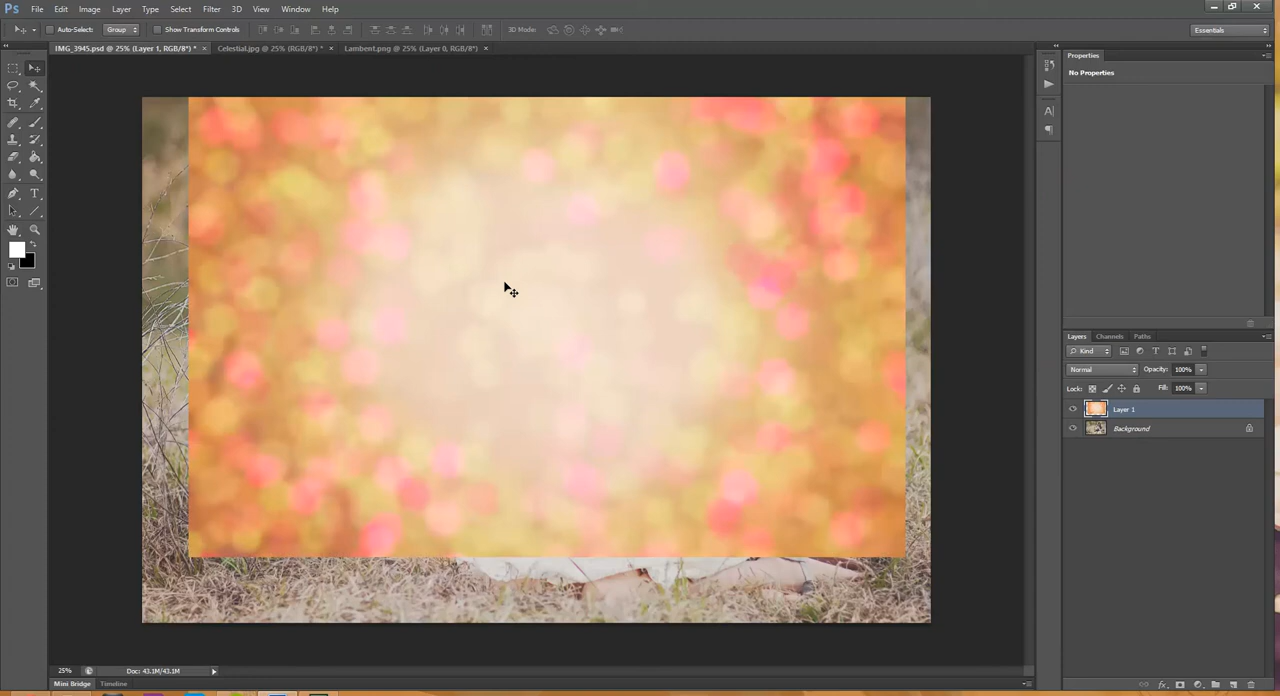 Ps File Edit Image Layer Type Select Filter 3D View Window Help
Auto-Select: Group Show Transform Controls 3D Mode: Essentials
IMG_3945.psd @ 25% (Layer 1, RGB/8*) * × Celestial.jpg @ 25% (RGB/8*) * × Lambent.png @ 25% (Layer 0, RGB/8*) ×
Properties
No Properties
Layers Channels Paths
Kind
Normal Opacity: 100%
Lock: Fill: 100%
Layer 1
Background
25% Doc: 43.1M/43.1M
Mini Bridge Timeline